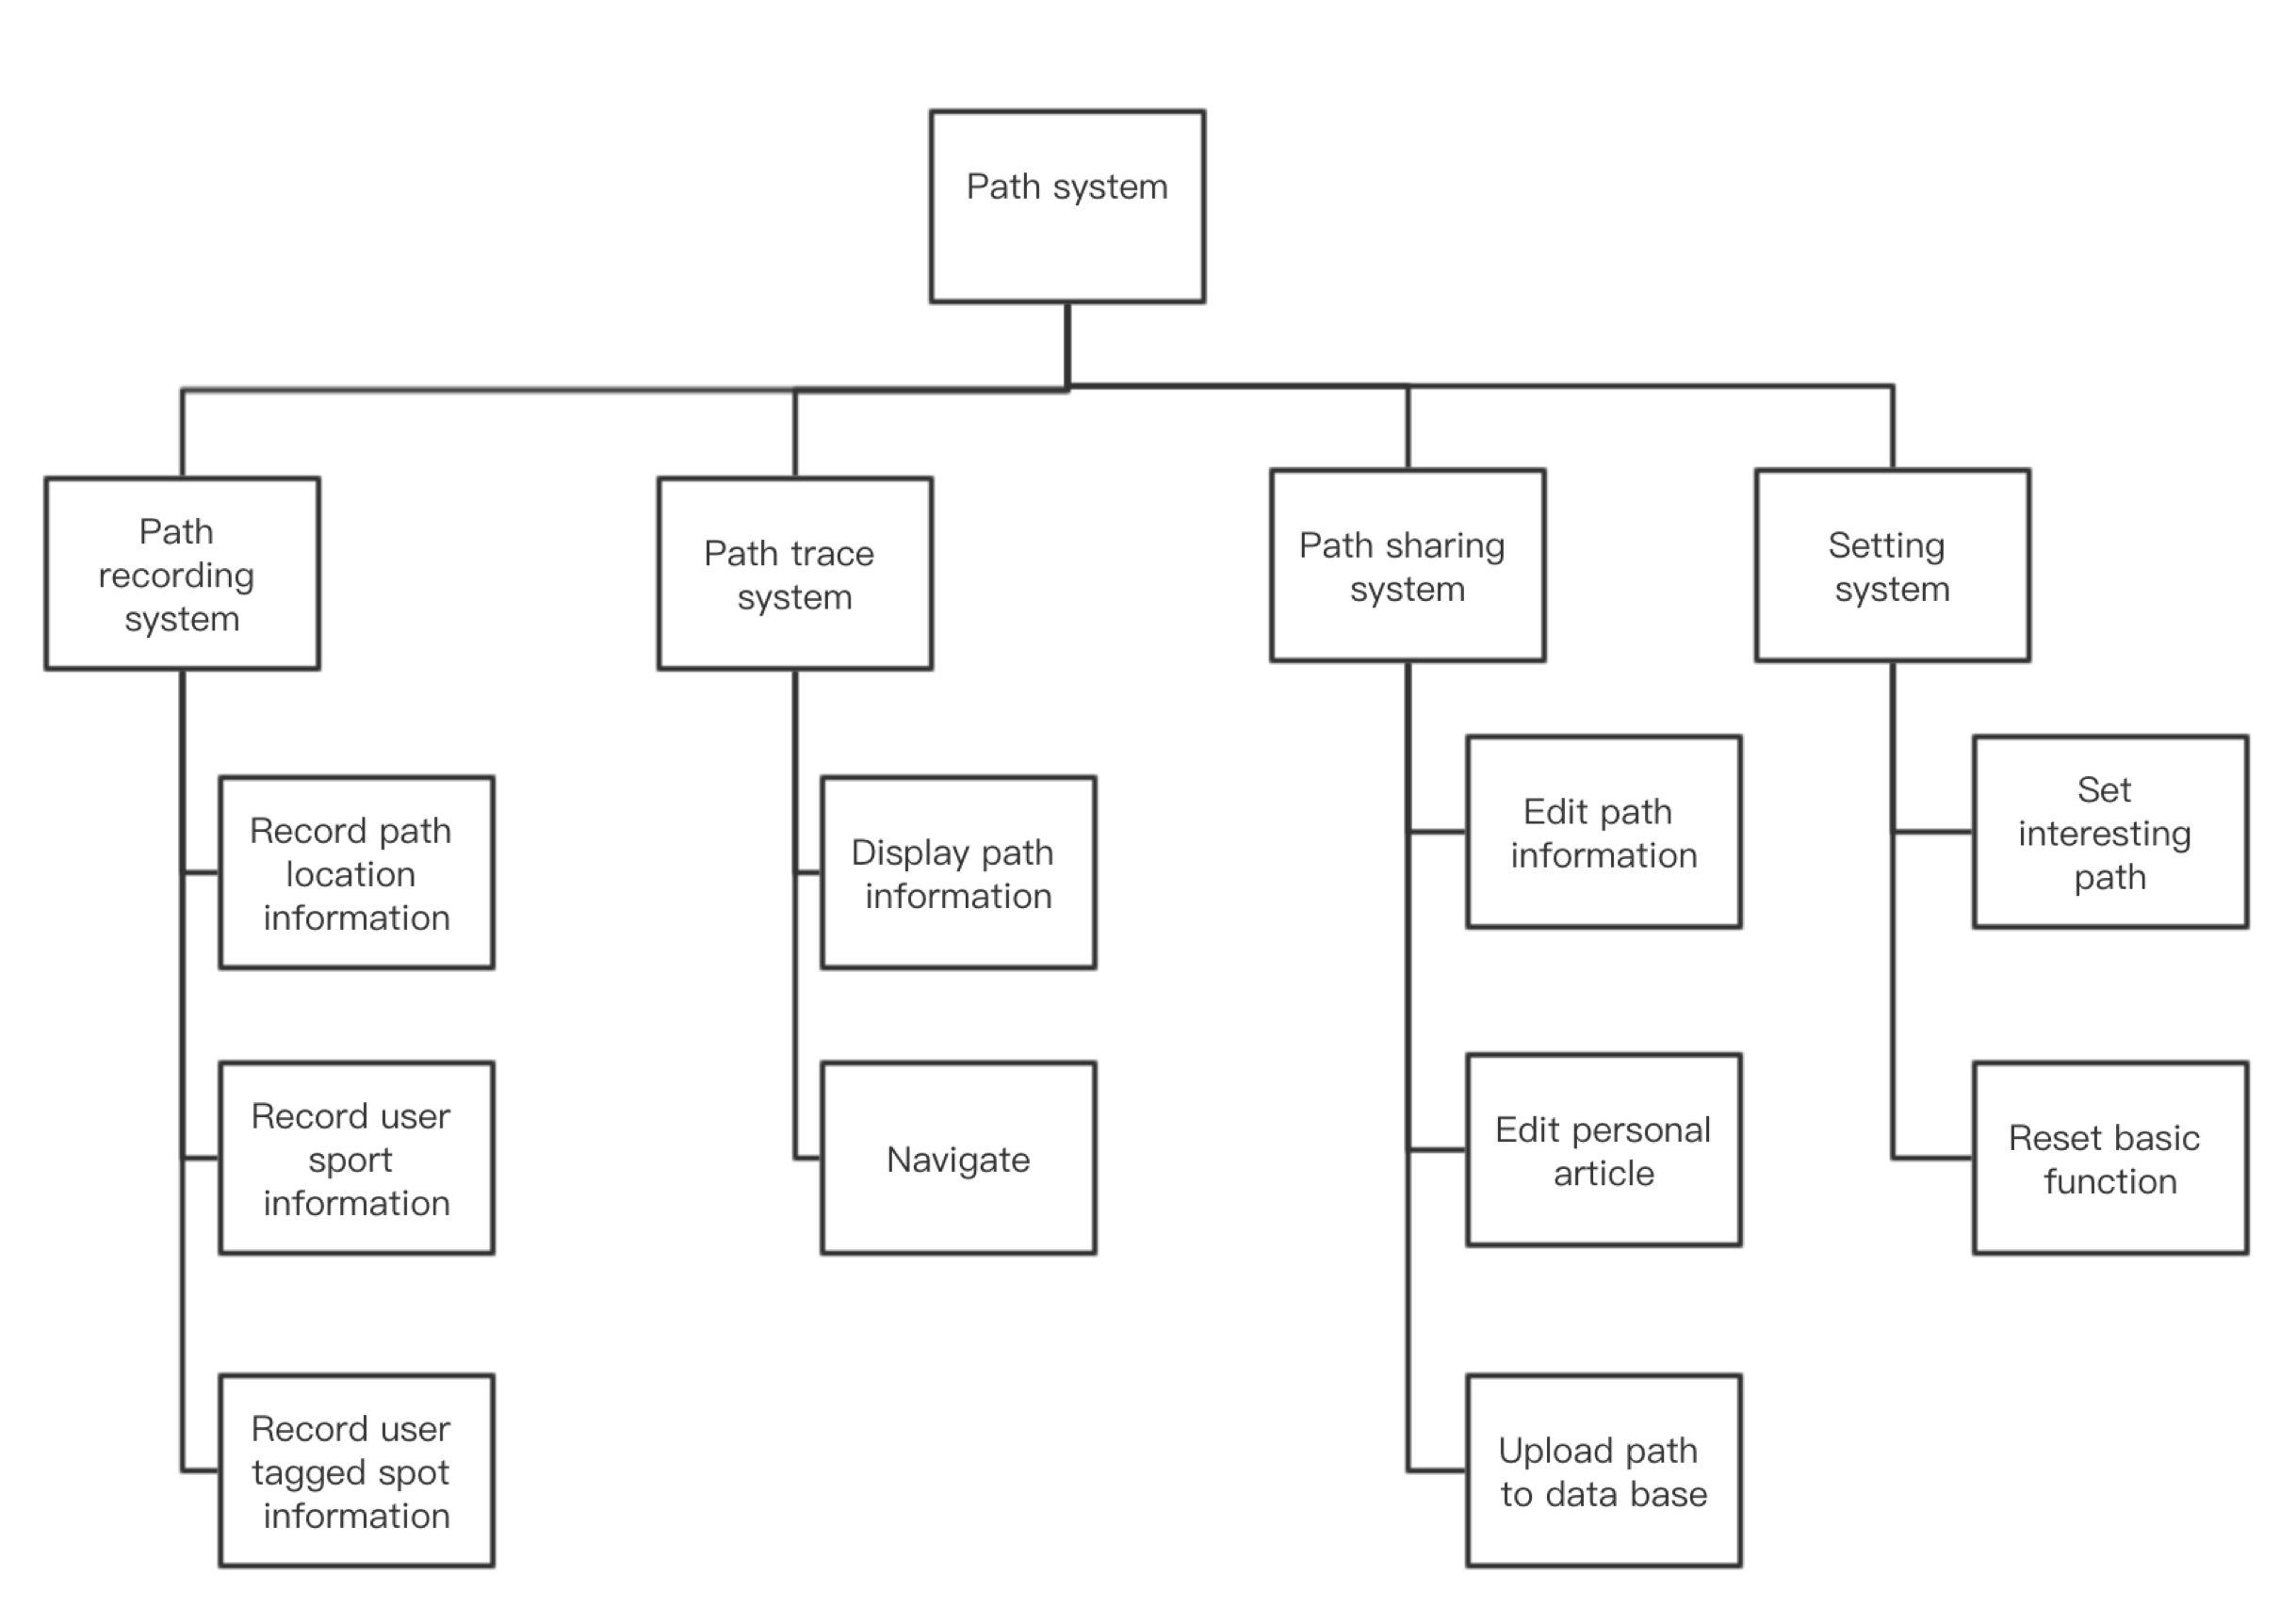 Path system
Path
recording
system
Path trace
system
Path sharing
system
Setting
system
Record path
location
information
Display path
information
Edit path
information
Set
interesting
path
Record user
sport
information
Navigate
Edit personal
article
Reset basic
function
Record user
tagged spot
information
Upload path
to data base